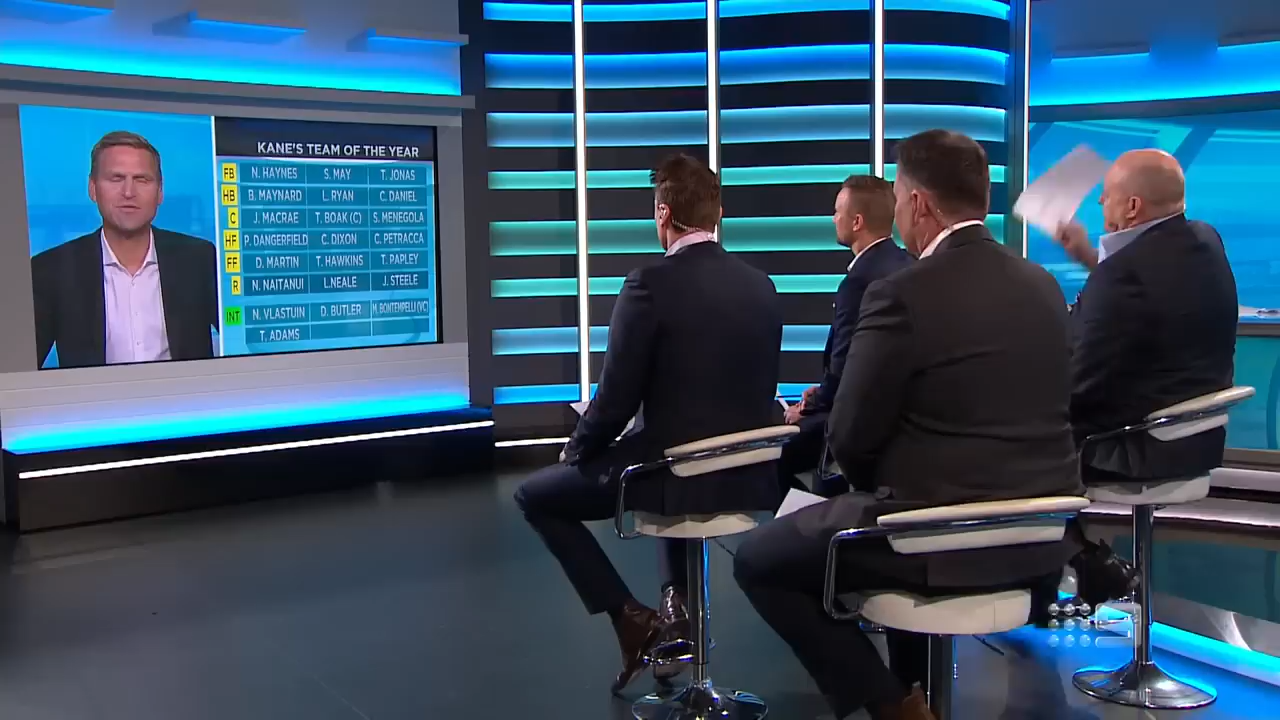 KANE'S TEAM OF THE YEAR
FB N. HAYNES S. MAY T. JONAS
HB B. MAYNARD L. RYAN C. DANIEL
C J. MACRAE T. BOAK (C) S. MENEGOLA
HF P. DANGERFIELD C. DIXON C. PETRACCA
FF D. MARTIN T. HAWKINS T. PAPLEY
R N. NAITANUI L.NEALE J. STEELE
INT N. VLASTUIN D. BUTLER M. BONTEMPELLI (VC)
T. ADAMS